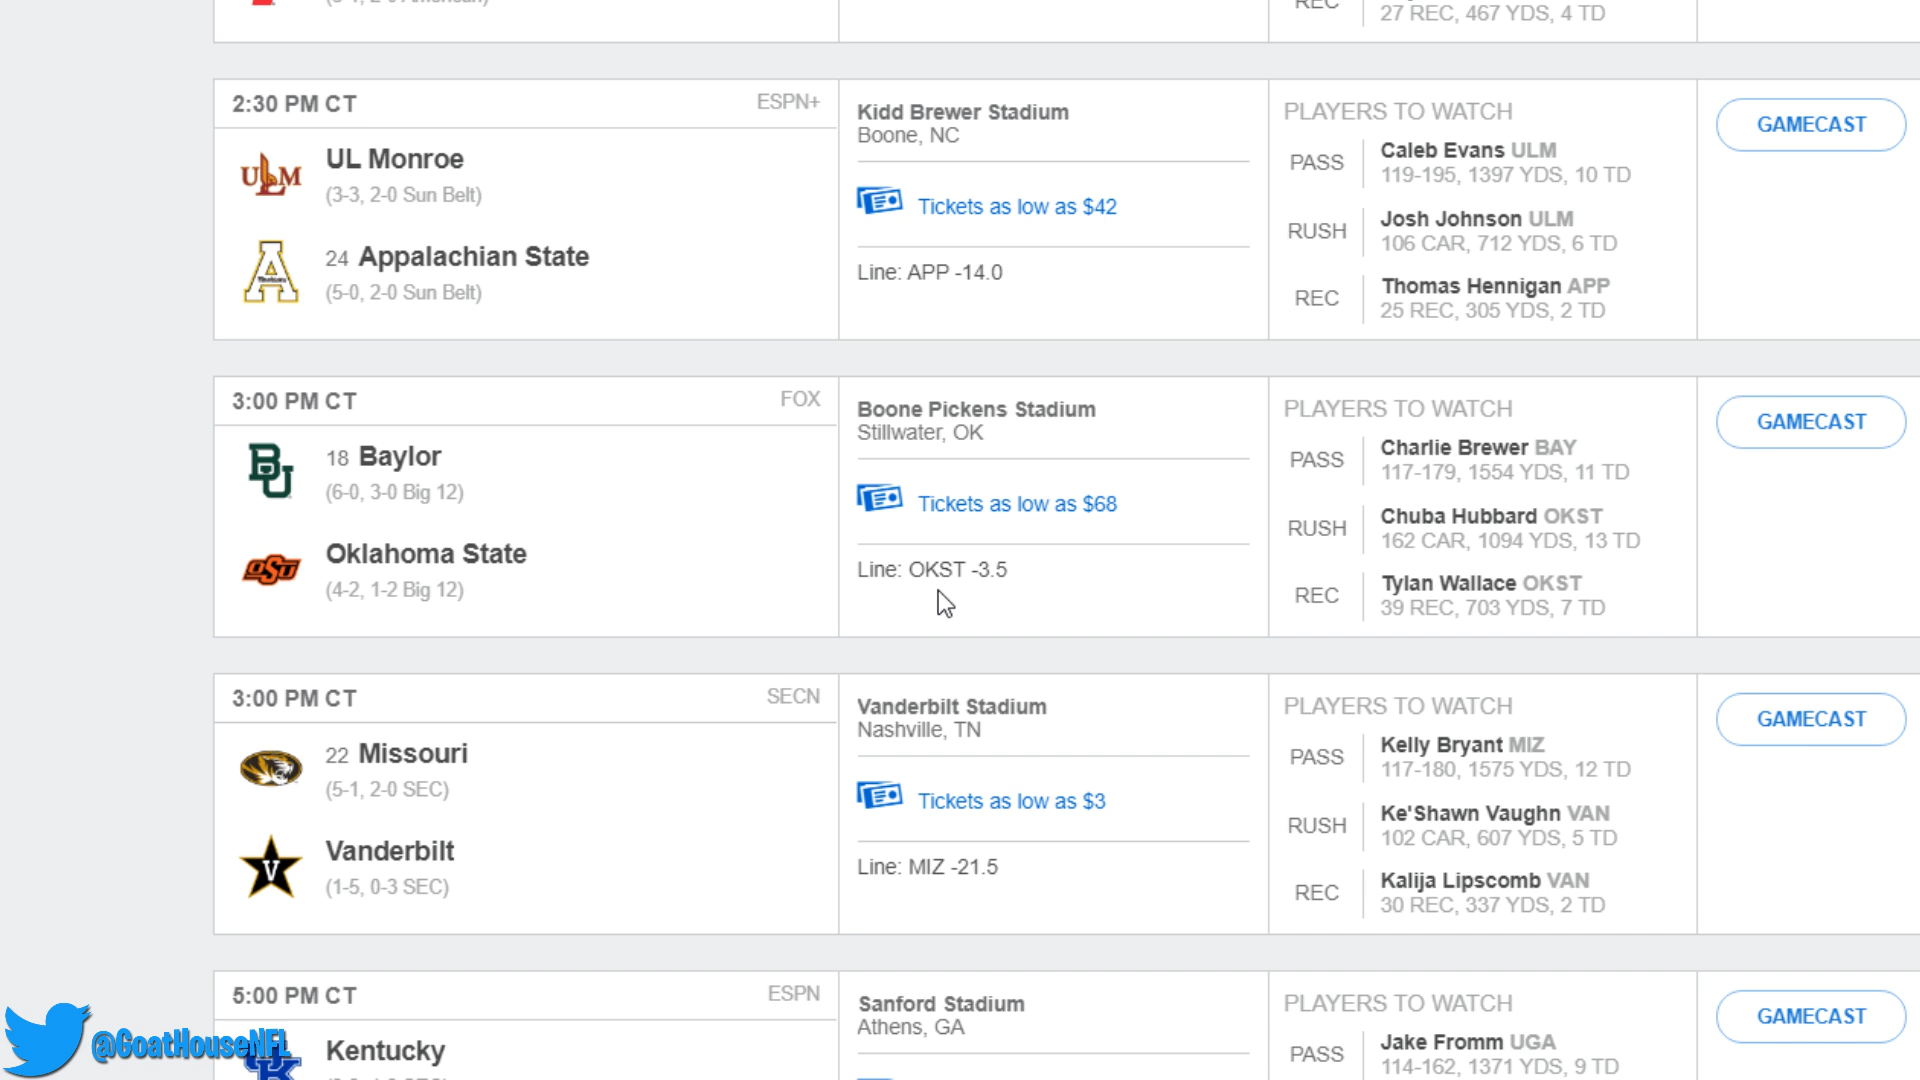 27 REC, 467 YDS, 4 TD
2:30 PM CT
ESPN+
ULM
UL Monroe
(3-3, 2-0 Sun Belt)
24 Appalachian State
(5-0, 2-0 Sun Belt)
Kidd Brewer Stadium
Boone, NC
Tickets as low as $42
Line: APP -14.0
PLAYERS TO WATCH
PASS
Caleb Evans ULM
119-195, 1397 YDS, 10 TD
RUSH
Josh Johnson ULM
106 CAR, 712 YDS, 6 TD
REC
Thomas Hennigan APP
25 REC, 305 YDS, 2 TD
GAMECAST
3:00 PM CT
FOX
BU
18 Baylor
(6-0, 3-0 Big 12)
OSU
Oklahoma State
(4-2, 1-2 Big 12)
Boone Pickens Stadium
Stillwater, OK
Tickets as low as $68
Line: OKST -3.5
PLAYERS TO WATCH
PASS
Charlie Brewer BAY
117-179, 1554 YDS, 11 TD
RUSH
Chuba Hubbard OKST
162 CAR, 1094 YDS, 13 TD
REC
Tylan Wallace OKST
39 REC, 703 YDS, 7 TD
GAMECAST
3:00 PM CT
SECN
22 Missouri
(5-1, 2-0 SEC)
V
Vanderbilt
(1-5, 0-3 SEC)
Vanderbilt Stadium
Nashville, TN
Tickets as low as $3
Line: MIZ -21.5
PLAYERS TO WATCH
PASS
Kelly Bryant MIZ
117-180, 1575 YDS, 12 TD
RUSH
Ke'Shawn Vaughn VAN
102 CAR, 607 YDS, 5 TD
REC
Kalija Lipscomb VAN
30 REC, 337 YDS, 2 TD
GAMECAST
5:00 PM CT
ESPN
Kentucky
Sanford Stadium
Athens, GA
PLAYERS TO WATCH
PASS
Jake Fromm UGA
114-162, 1371 YDS, 9 TD
GAMECAST
@GoatHouseNFL